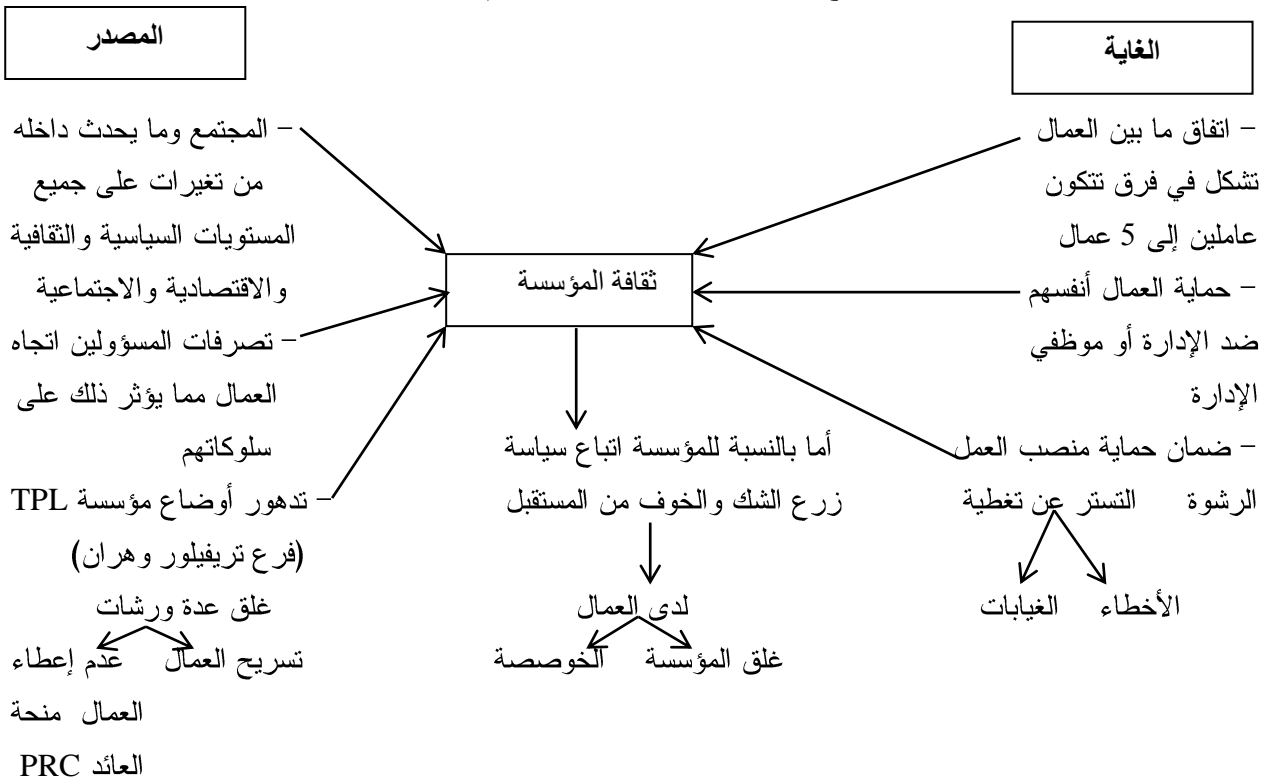 الغاية
– اتفاق ما بين العمال
تشكل في فرق تتكون
عاملين إلى 5 عمال
– حماية العمال أنفسهم
ضد الإدارة أو موظفي
الإدارة
– ضمان حماية منصب العمل
الرشوة التستر عن تغطية
الأخطاء الغيابات
ثقافة المؤسسة
أما بالنسبة للمؤسسة اتباع سياسة
زرع الشك والخوف من المستقبل
لدى العمال
غلق المؤسسة الخوصصة
المصدر
– المجتمع وما يحدث داخله
من تغيرات على جميع
المستويات السياسية والثقافية
والاقتصادية والاجتماعية
– تصرفات المسؤولين اتجاه
العمال مما يؤثر ذلك على
سلوكاتهم
– تدهور أوضاع مؤسسة TPL
(فرع تريفيلور وهران)
غلق عدة ورشات
تسريح العمال عدم إعطاء
العمال منحة
العائد PRC